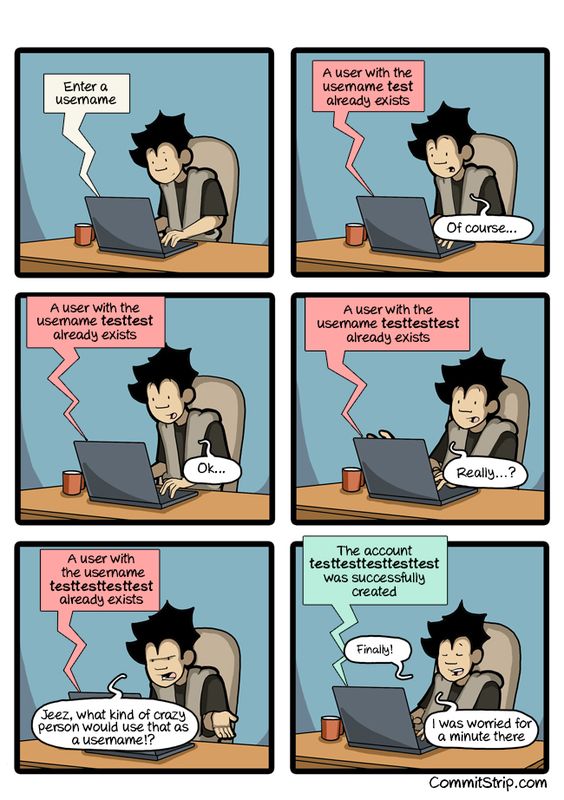 Enter a
username
A user with the
username test
already exists
Of course...
A user with the
username testtest
already exists
Ok...
A user with the
username testtesttest
already exists
Really...?
A user with
the username
testtesttesttest
already exists
Jeez, what kind of crazy
person would use that as
a username!?
The account
testtesttesttesttest
was successfully
created
Finally!
I was worried for
a minute there
CommitStrip.com